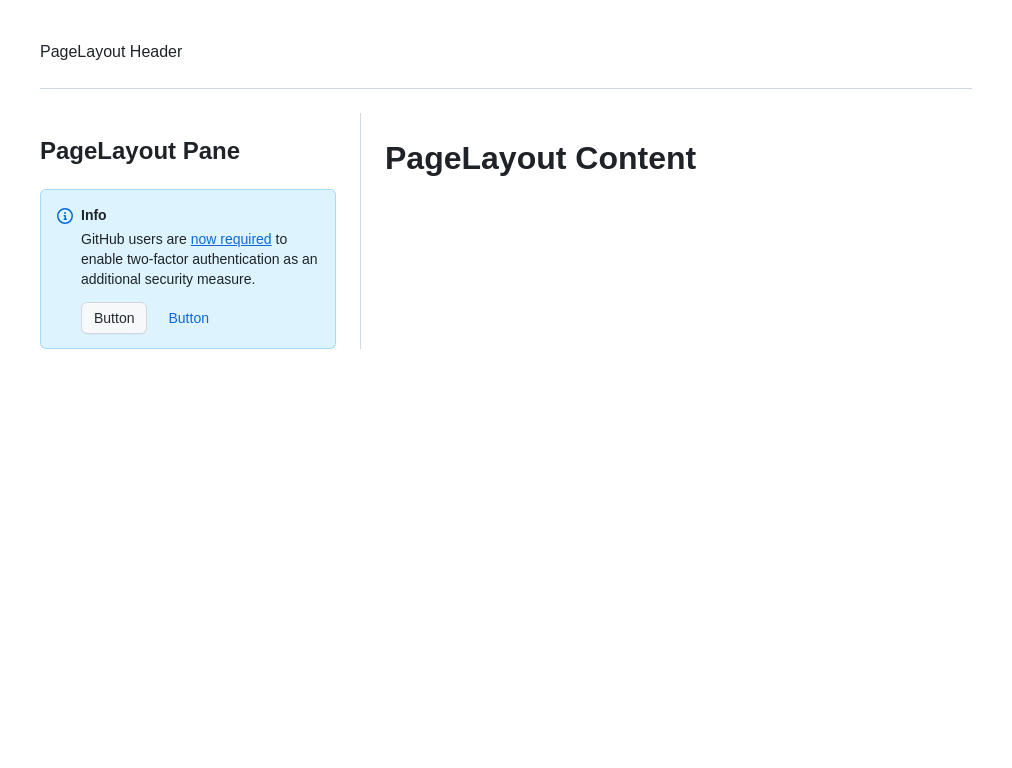 PageLayout Header
PageLayout Pane
Info
GitHub users are now required to
enable two-factor authentication as an
additional security measure.
Button Button
PageLayout Content